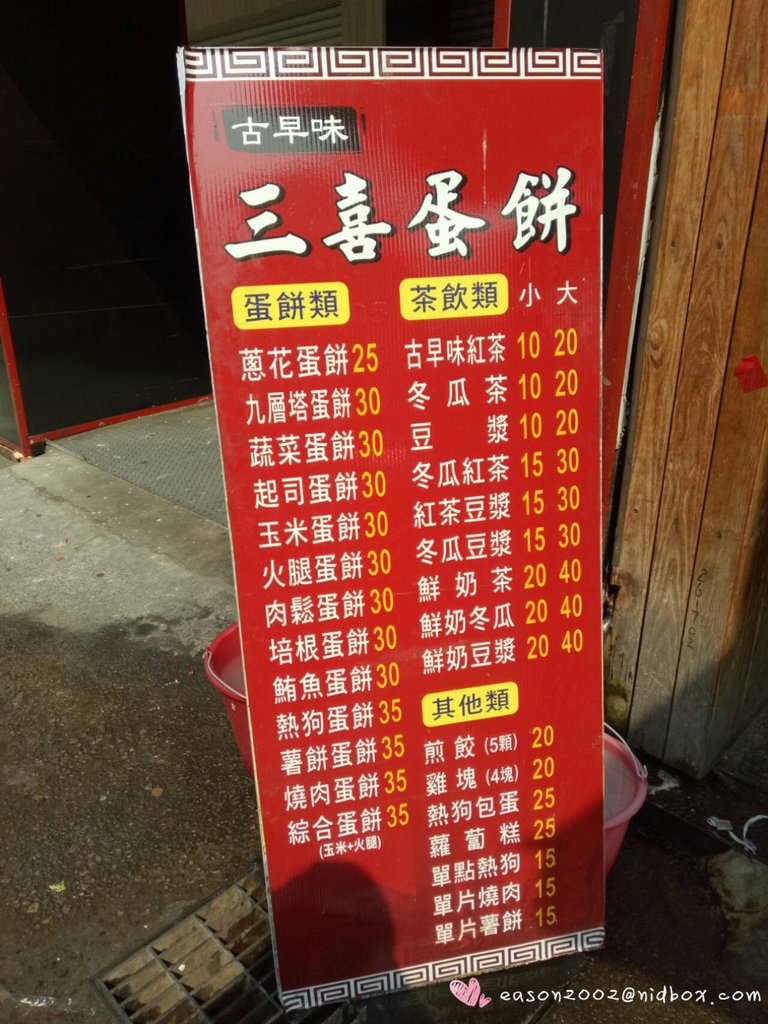 古早味
三喜蛋餅
蛋餅類
蔥花蛋餅 25
九層塔蛋餅 30
蔬菜蛋餅 30
起司蛋餅 30
玉米蛋餅 30
火腿蛋餅 30
肉鬆蛋餅 30
培根蛋餅 30
鮪魚蛋餅 30
熱狗蛋餅 35
薯餅蛋餅 35
燒肉蛋餅 35
綜合蛋餅 35
(玉米+火腿)
茶飲類 小 大
古早味紅茶 10 20
冬瓜茶 10 20
豆漿 10 20
冬瓜紅茶 15 30
紅茶豆漿 15 30
冬瓜豆漿 15 30
鮮奶茶 20 40
鮮奶冬瓜 20 40
鮮奶豆漿 20 40
其他類
煎餃(5顆) 20
雞塊(4塊) 20
熱狗包蛋 25
蘿蔔糕 25
單點熱狗 15
單片燒肉 15
單片薯餅 15
eason2002@nidbox.com